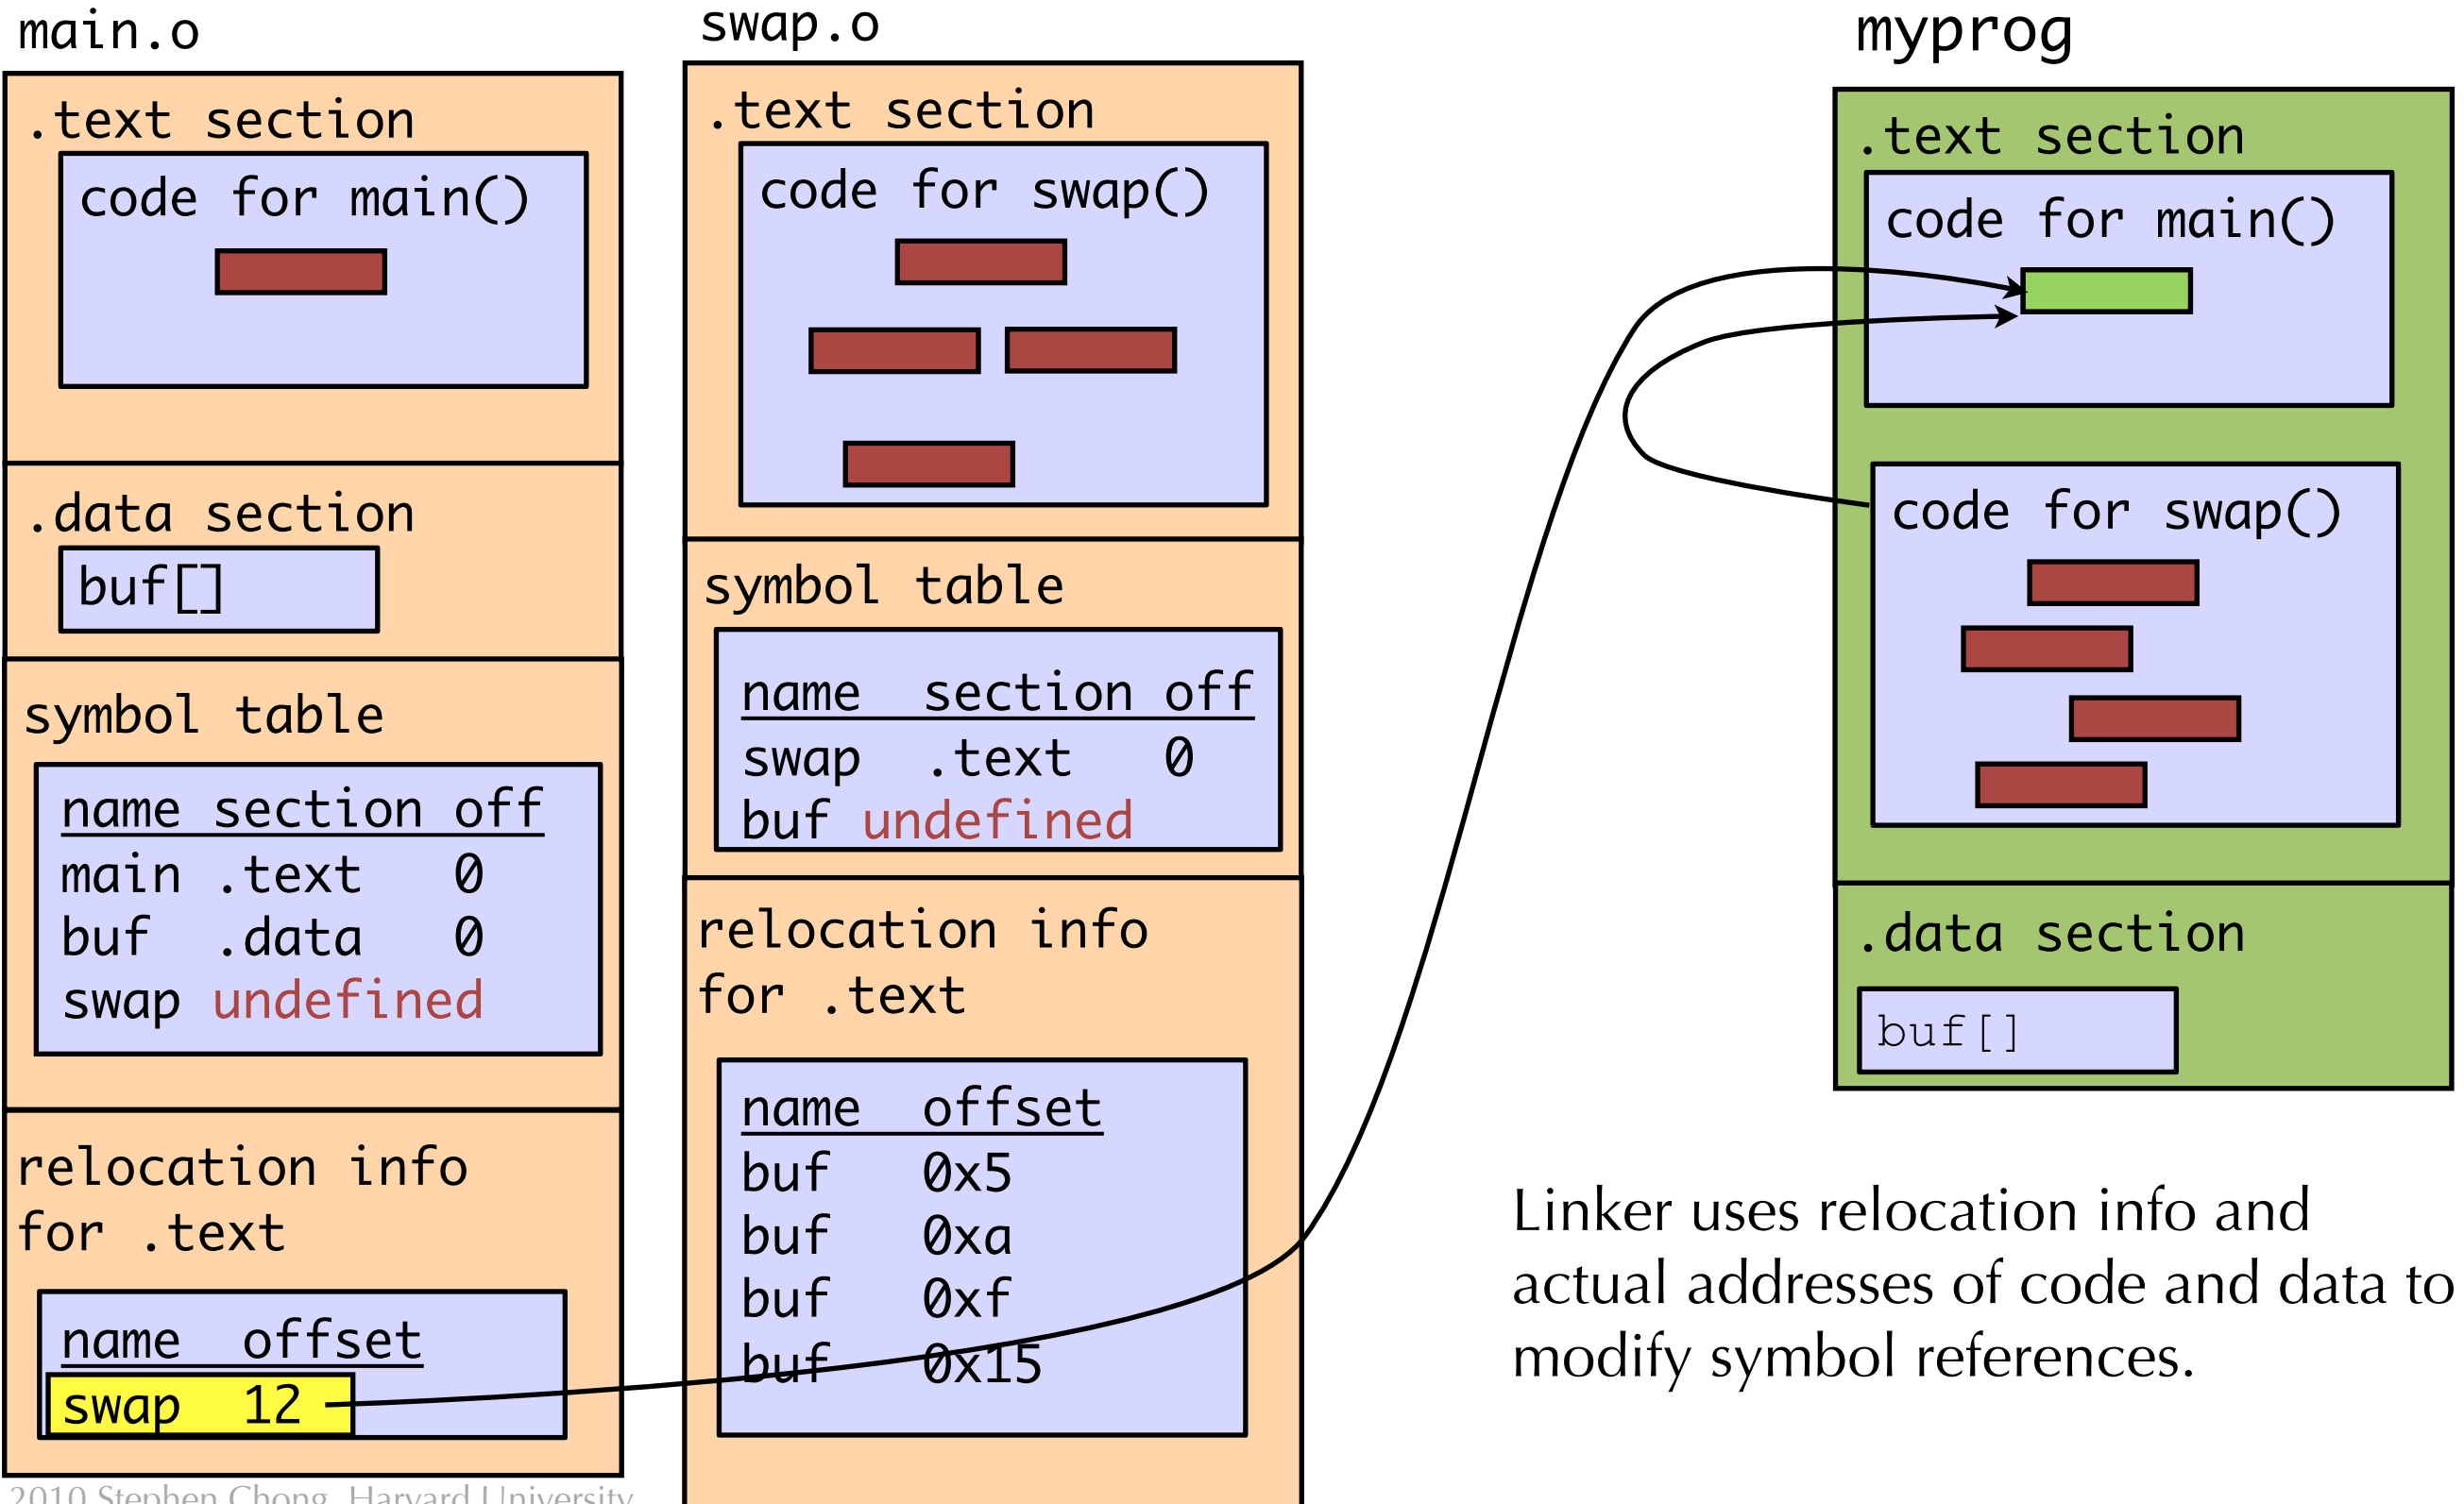 main.o
.text section
code for main()
.data section
buf[]
symbol table
name section off
main .text 0
buf .data 0
swap undefined
relocation info
for .text
name offset
swap 12
swap.o
.text section
code for swap()
symbol table
name section off
swap .text 0
buf undefined
relocation info
for .text
name offset
buf 0x5
buf 0xa
buf 0xf
buf 0x15
myprog
.text section
code for main()
code for swap()
.data section
buf[]
Linker uses relocation info and
actual addresses of code and data to
modify symbol references.
2010 Stephen Chong, Harvard University